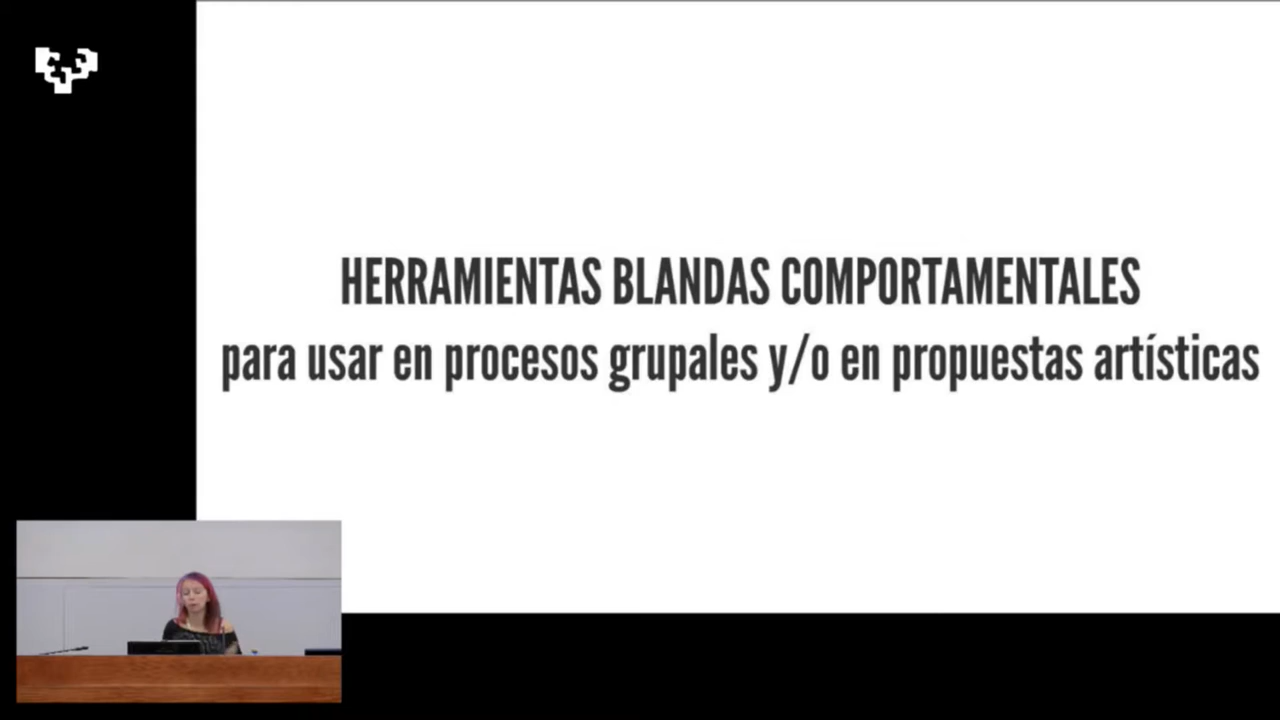 HERRAMIENTAS BLANDAS COMPORTAMENTALES
para usar en procesos grupales y/o en propuestas artísticas